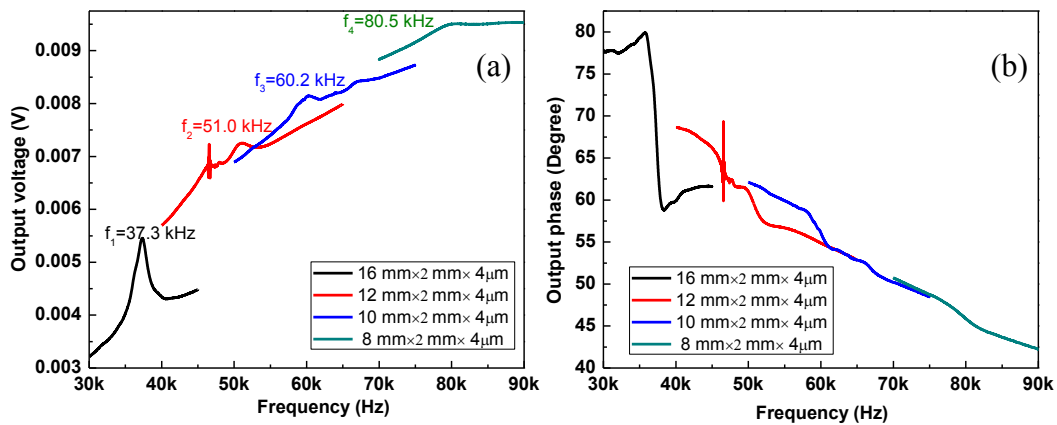 (a)
f₄=80.5 kHz
f₃=60.2 kHz
f₂=51.0 kHz
f₁=37.3 kHz
Output voltage (V)
0.009
0.008
0.007
0.006
0.005
0.004
0.003
16 mm×2 mm× 4μm
12 mm×2 mm× 4μm
10 mm×2 mm× 4μm
8 mm×2 mm× 4μm
30k 40k 50k 60k 70k 80k 90k
Frequency (Hz)
(b)
Output phase (Degree)
80
75
70
65
60
55
50
45
40
16 mm×2 mm× 4μm
12 mm×2 mm× 4μm
10 mm×2 mm× 4μm
8 mm×2 mm× 4μm
30k 40k 50k 60k 70k 80k 90k
Frequency (Hz)